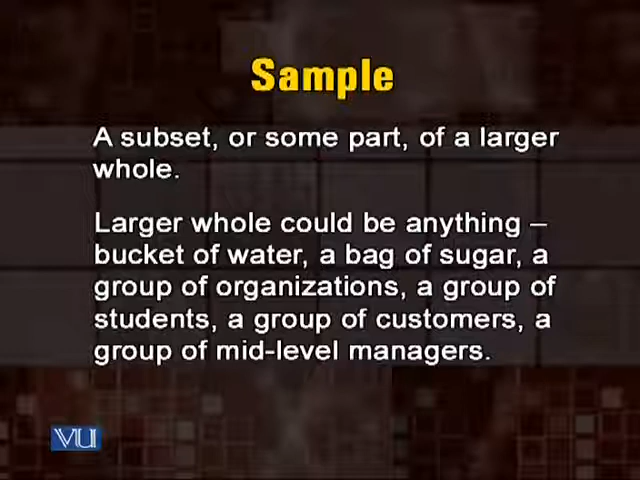 Sample
A subset, or some part, of a larger
whole.
Larger whole could be anything –
bucket of water, a bag of sugar, a
group of organizations, a group of
students, a group of customers, a
group of mid-level managers.
VU